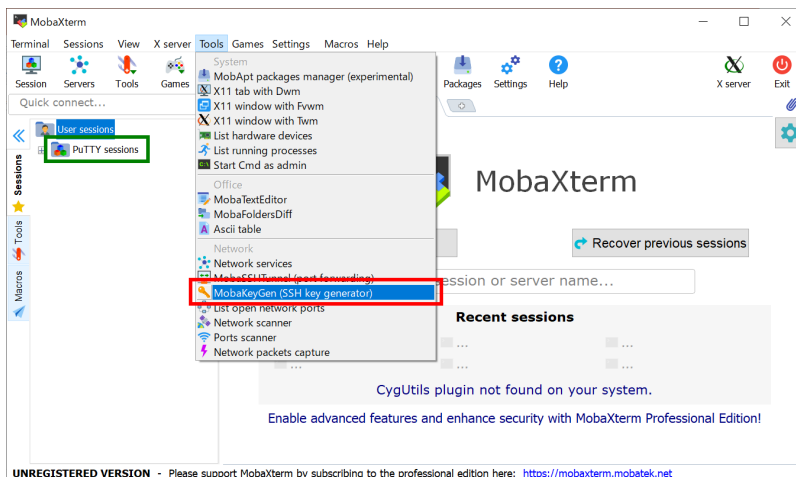 MobaXterm
Terminal Sessions View X server Tools Games Settings Macros Help
Session Servers Tools Games Packages Settings Help X server Exit
Quick connect...
User sessions
PuTTY sessions
Sessions
Tools
Macros
System
MobApt packages manager (experimental)
X11 tab with Dwm
X11 window with Fvwm
X11 window with Twm
List hardware devices
List running processes
Start Cmd as admin
Office
MobaTextEditor
MobaFoldersDiff
Ascii table
Network
Network services
MobaSSHTunnel (port forwarding)
MobaKeyGen (SSH key generator)
List open network ports
Network scanner
Ports scanner
Network packets capture
MobaXterm
Recover previous sessions
session or server name...
Recent sessions
... ...
... ... ...
CygUtils plugin not found on your system.
Enable advanced features and enhance security with MobaXterm Professional Edition!
UNREGISTERED VERSION - Please support MobaXterm by subscribing to the professional edition here: https://mobaxterm.mobatek.net